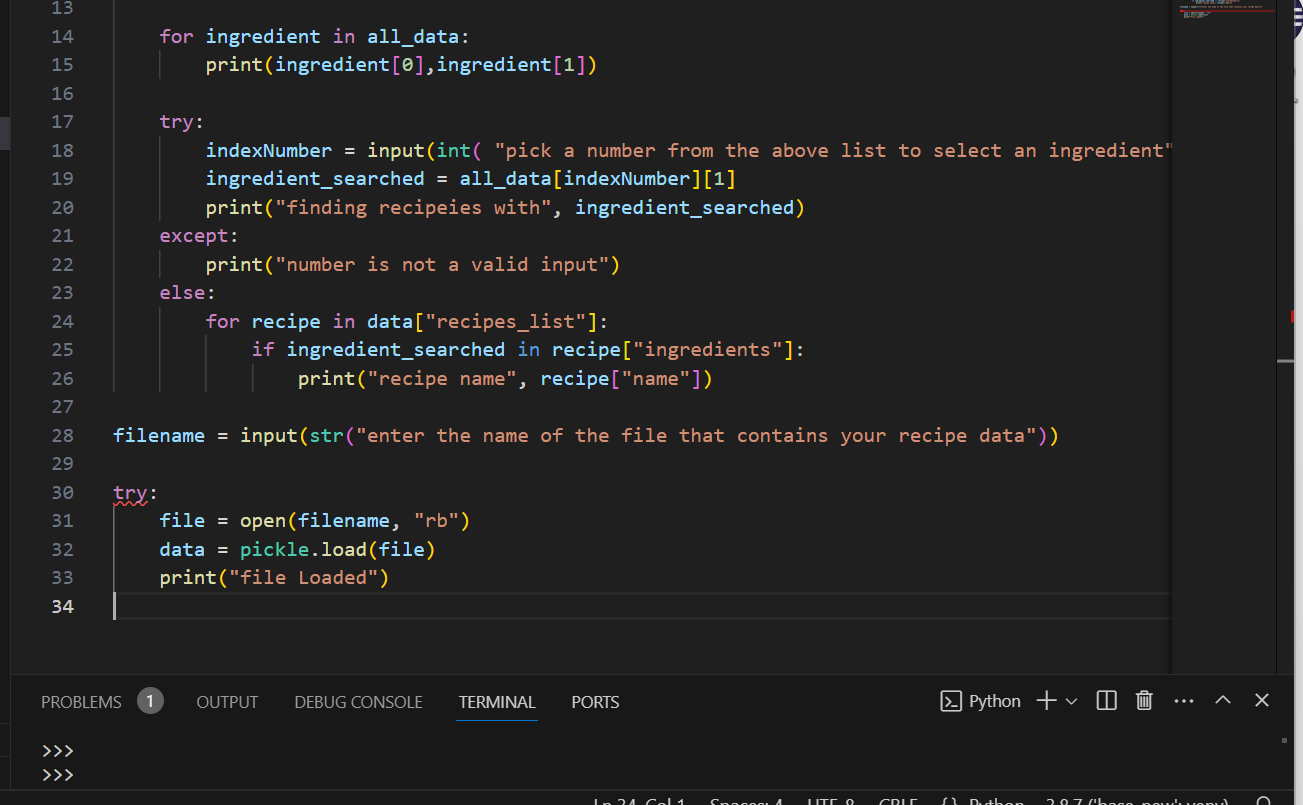 13
14 for ingredient in all_data:
15 print(ingredient[0],ingredient[1])
16
17 try:
18 indexNumber = input(int( "pick a number from the above list to select an ingredient"
19 ingredient_searched = all_data[indexNumber][1]
20 print("finding recipeies with", ingredient_searched)
21 except:
22 print("number is not a valid input")
23 else:
24 for recipe in data["recipes_list"]:
25 if ingredient_searched in recipe["ingredients"]:
26 print("recipe name", recipe["name"])
27
28 filename = input(str("enter the name of the file that contains your recipe data"))
29
30 try:
31 file = open(filename, "rb")
32 data = pickle.load(file)
33 print("file Loaded")
34
PROBLEMS 1 OUTPUT DEBUG CONSOLE TERMINAL PORTS Python
>>>
>>>
Ln 34, Col 1 Spaces: 4 UTF-8 CRLF {} Python 3.8.7 ('base_new': venv)